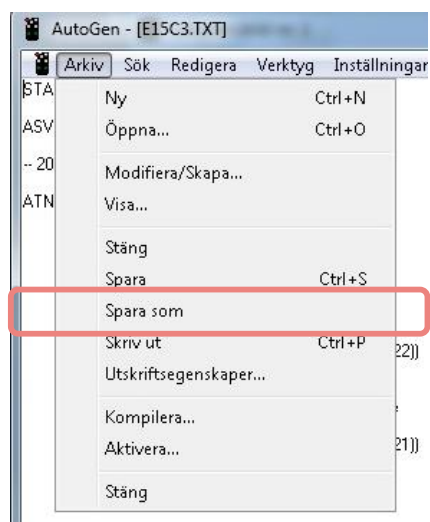 AutoGen - [E15C3.TXT]
Arkiv Sök Redigera Verktyg Inställningar
STA
Ny Ctrl+N
ASV
Öppna... Ctrl+O
-- 20
Modifiera/Skapa...
ATN
Visa...
Stäng
Spara Ctrl+S
Spara som
Skriv ut Ctrl+P
22))
Utskriftsegenskaper...
Kompilera...
Aktivera...
21))
Stäng